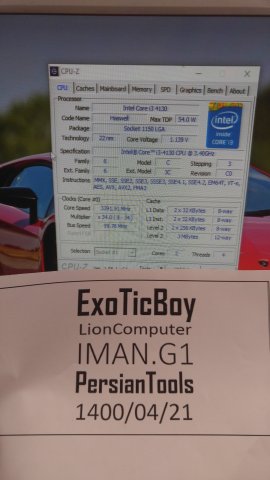 CPU-Z
CPU Caches Mainboard Memory SPD Graphics Bench About
Processor
Name Intel Core i3 4130
Code Name Haswell Max TDP 54.0 W
Package Socket 1150 LGA
Technology 22 nm Core Voltage 1.139 V
intel
inside
CORE i3
Specification Intel® Core™ i3-4130 CPU @ 3.40GHz
Family 6 Model C Stepping 3
Ext. Family 6 Ext. Model 3C Revision C0
Instructions MMX, SSE, SSE2, SSE3, SSSE3, SSE4.1, SSE4.2, EM64T, VT-x,
AES, AVX, AVX2, FMA3
Clocks (Core #0) Cache
Core Speed L1 Data 2 x 32 KBytes 8-way
Multiplier L1 Inst. 2 x 32 KBytes 8-way
Bus Speed 99.76 MHz Level 2 2 x 256 KBytes 8-way
Level 3 3 MBytes 12-way
Selection Socket #1 Cores 2 Threads 4
CPU-Z
ExoTicBoy
LionComputer
IMAN.G1
PersianTools
1400/04/21